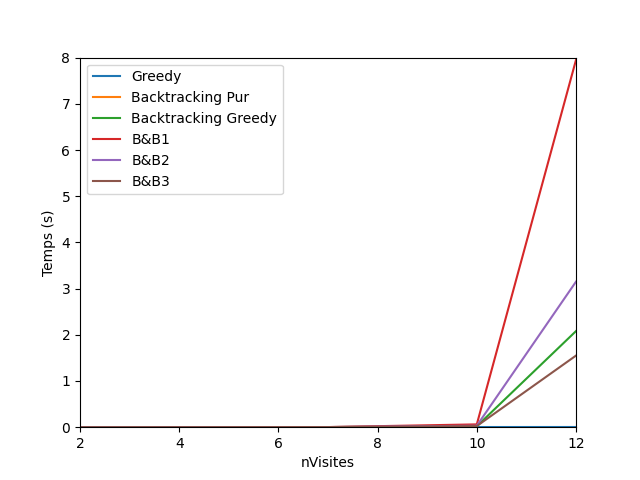 Greedy
Backtracking Pur
Backtracking Greedy
B&B1
B&B2
B&B3
8
7
6
5
4
3
2
1
0
Temps (s)
2 4 6 8 10 12
nVisites